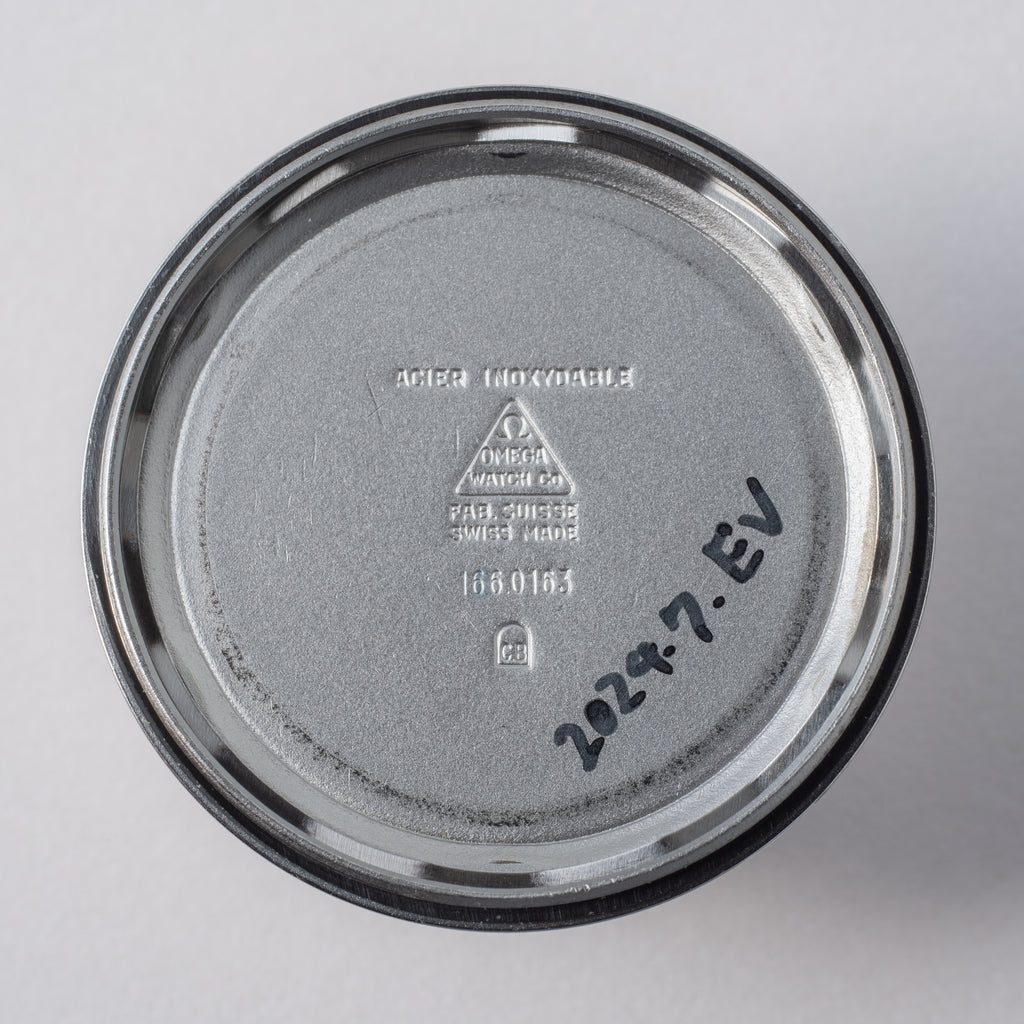 ACIER INOXYDABLE
Ω
OMEGA
WATCH Co
FAB. SUISSE
SWISS MADE
166.0163
CB
2024.7. EV